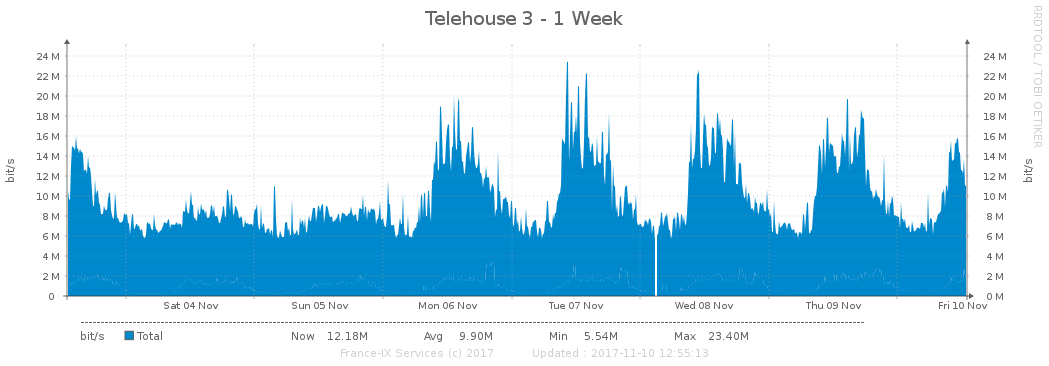 Telehouse 3 - 1 Week
RRDTOOL / TOBI OETIKER
bit/s
24 M 24 M
22 M 22 M
20 M 20 M
18 M 18 M
16 M 16 M
14 M 14 M
12 M 12 M
10 M 10 M
8 M 8 M
6 M 6 M
4 M 4 M
2 M 2 M
0 0 M
bit/s
Sat 04 Nov Sun 05 Nov Mon 06 Nov Tue 07 Nov Wed 08 Nov Thu 09 Nov Fri 10 Nov
bit/s Total Now 12.18M Avg 9.90M Min 5.54M Max 23.40M
France-IX Services (c) 2017 Updated : 2017-11-10 12:55:13